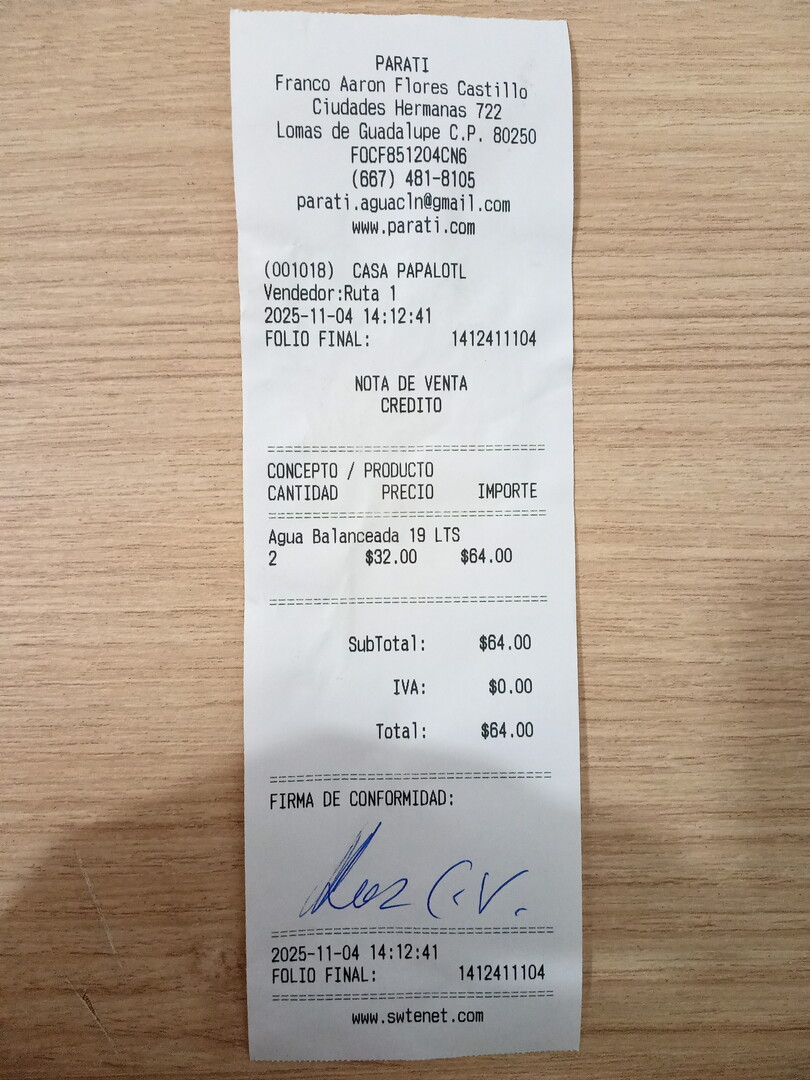 PARATI
Franco Aaron Flores Castillo
Ciudades Hermanas 722
Lomas de Guadalupe C.P. 80250
FOCF851204CN6
(667) 481-8105
parati.aguacln@gmail.com
www.parati.com
(001018) CASA PAPALOTL
Vendedor:Ruta 1
2025-11-04 14:12:41
FOLIO FINAL: 1412411104
NOTA DE VENTA
CREDITO
CONCEPTO / PRODUCTO
CANTIDAD PRECIO IMPORTE
Agua Balanceada 19 LTS
2 $32.00 $64.00
SubTotal: $64.00
IVA: $0.00
Total: $64.00
FIRMA DE CONFORMIDAD:
2025-11-04 14:12:41
FOLIO FINAL: 1412411104
www.swtenet.com